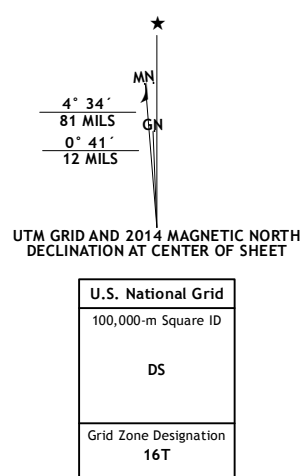 ★
MN
4° 34´
81 MILS
GN
0° 41´
12 MILS
UTM GRID AND 2014 MAGNETIC NORTH
DECLINATION AT CENTER OF SHEET
U.S. National Grid
100,000-m Square ID
DS
Grid Zone Designation
16T